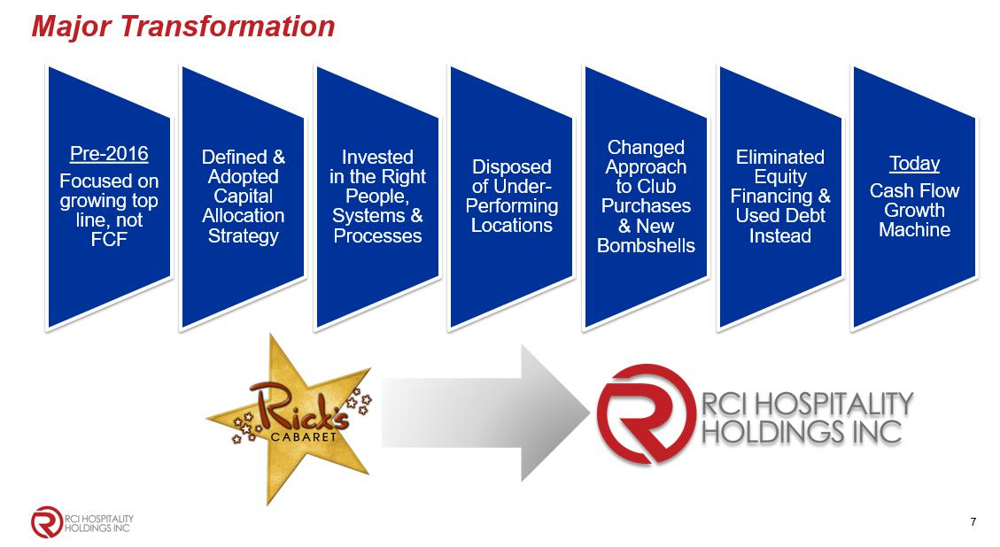 Major Transformation
Pre-2016
Focused on
growing top
line, not
FCF
Defined &
Adopted
Capital
Allocation
Strategy
Invested
in the Right
People,
Systems &
Processes
Disposed
of Under-
Performing
Locations
Changed
Approach
to Club
Purchases
& New
Bombshells
Eliminated
Equity
Financing &
Used Debt
Instead
Today
Cash Flow
Growth
Machine
Rick's
CABARET
RCI HOSPITALITY
HOLDINGS INC
RCI HOSPITALITY
HOLDINGS INC
7